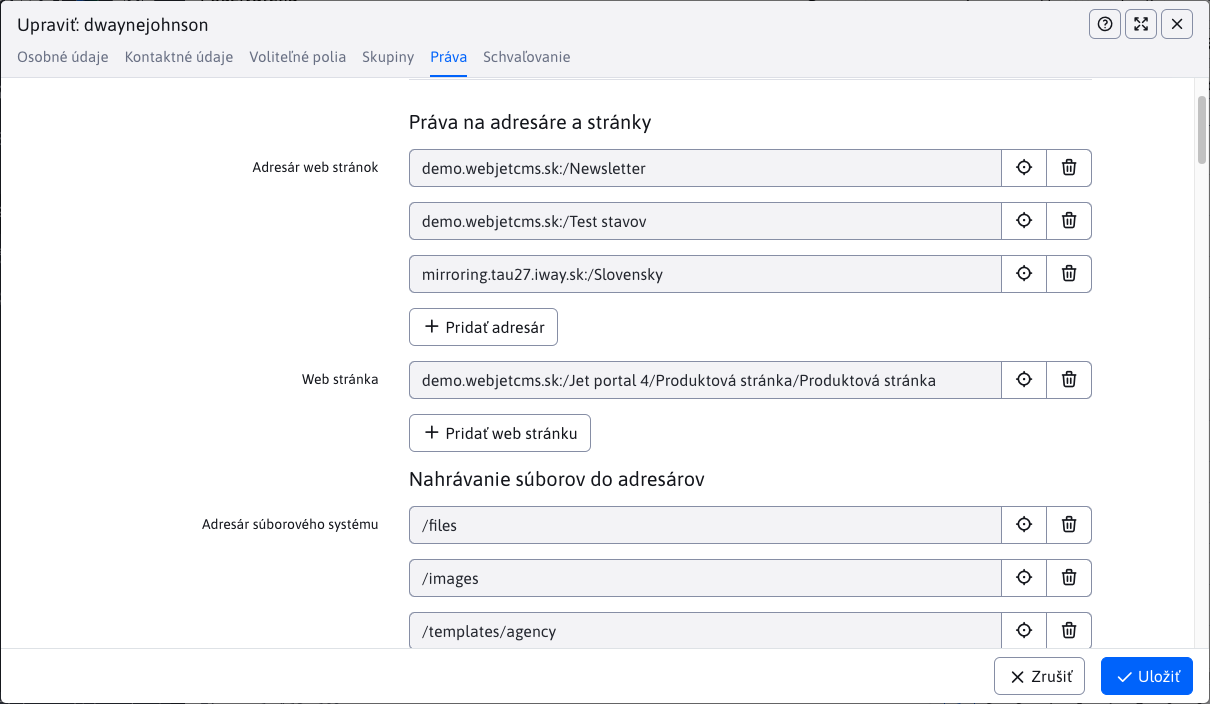 Upraviť: dwaynejohnson
Osobné údaje Kontaktné údaje Voliteľné polia Skupiny Práva Schvaľovanie
Práva na adresáre a stránky
Adresár web stránok
demo.webjetcms.sk:/Newsletter
demo.webjetcms.sk:/Test stavov
mirroring.tau27.iway.sk:/Slovensky
Pridať adresár
Web stránka
demo.webjetcms.sk:/Jet portal 4/Produktová stránka/Produktová stránka
Pridať web stránku
Nahrávanie súborov do adresárov
Adresár súborového systému
/files
/images
/templates/agency
Zrušiť
Uložiť